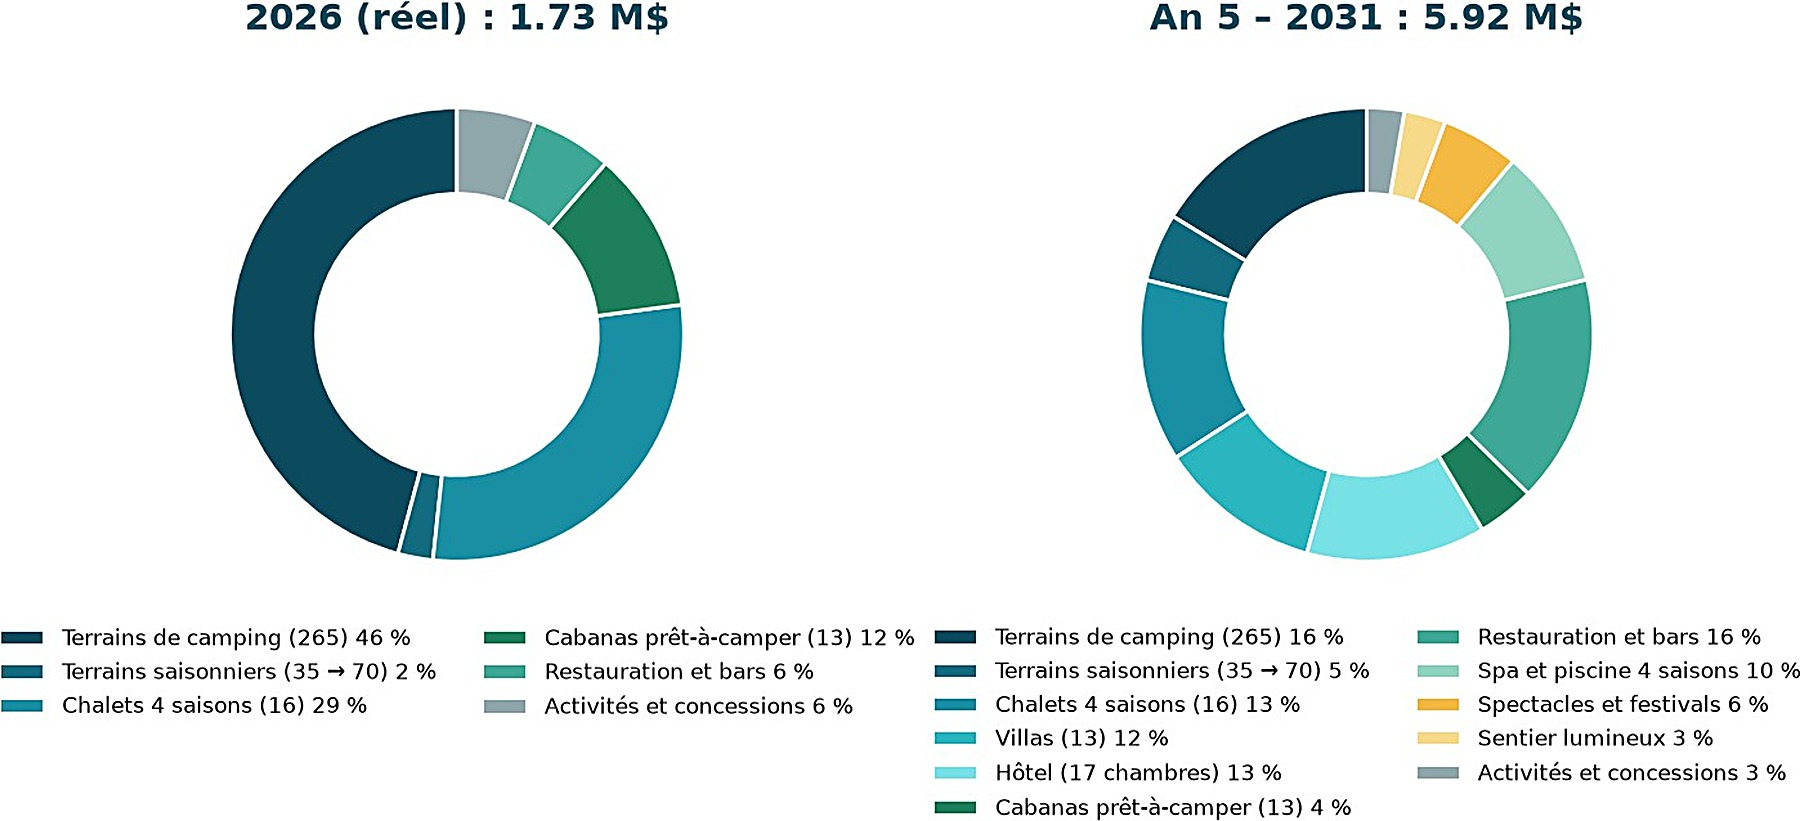 2026 (réel) : 1.73 M$
Terrains de camping (265) 46 %
Terrains saisonniers (35 → 70) 2 %
Chalets 4 saisons (16) 29 %
Cabanas prêt-à-camper (13) 12 %
Restauration et bars 6 %
Activités et concessions 6 %
An 5 – 2031 : 5.92 M$
Terrains de camping (265) 16 %
Terrains saisonniers (35 → 70) 5 %
Chalets 4 saisons (16) 13 %
Villas (13) 12 %
Hôtel (17 chambres) 13 %
Cabanas prêt-à-camper (13) 4 %
Restauration et bars 16 %
Spa et piscine 4 saisons 10 %
Spectacles et festivals 6 %
Sentier lumineux 3 %
Activités et concessions 3 %